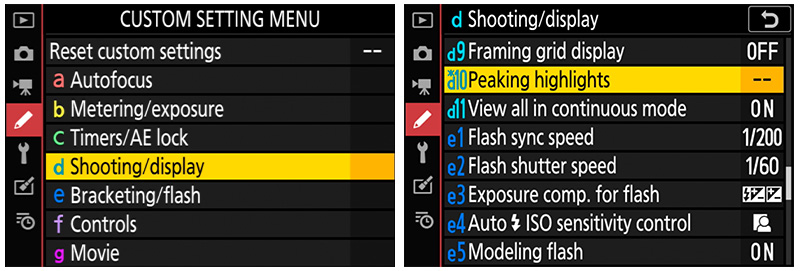 CUSTOM SETTING MENU
Reset custom settings --
a Autofocus
b Metering/exposure
c Timers/AE lock
d Shooting/display
e Bracketing/flash
f Controls
g Movie
d Shooting/display
d9 Framing grid display OFF
*d10 Peaking highlights --
d11 View all in continuous mode ON
e1 Flash sync speed 1/200
e2 Flash shutter speed 1/60
e3 Exposure comp. for flash
e4 Auto ISO sensitivity control
e5 Modeling flash ON